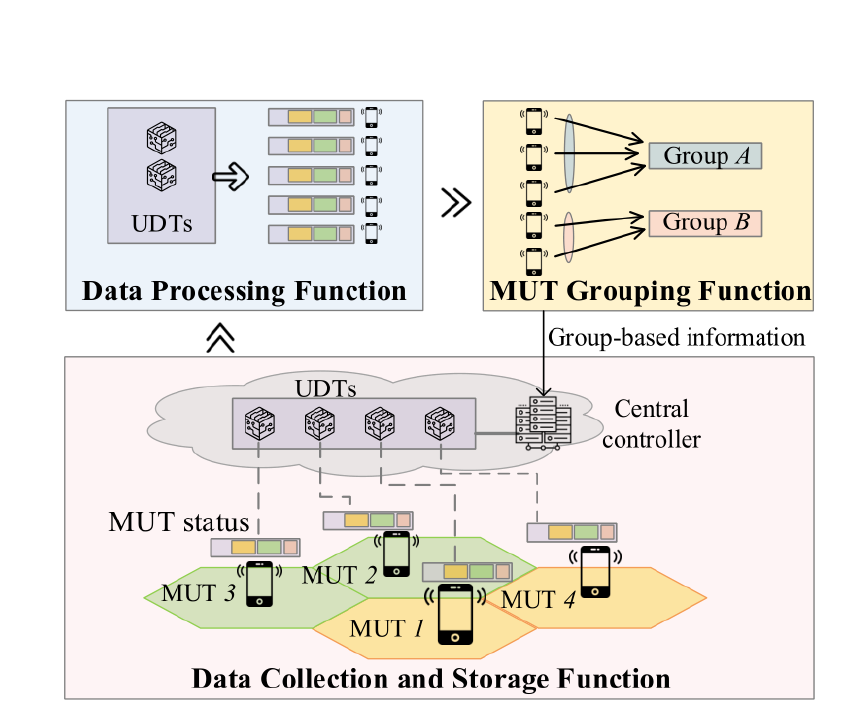 UDTs
Data Processing Function
Group A
Group B
MUT Grouping Function
Group-based information
UDTs
Central
controller
MUT status
MUT 3
MUT 2
MUT 1
MUT 4
Data Collection and Storage Function